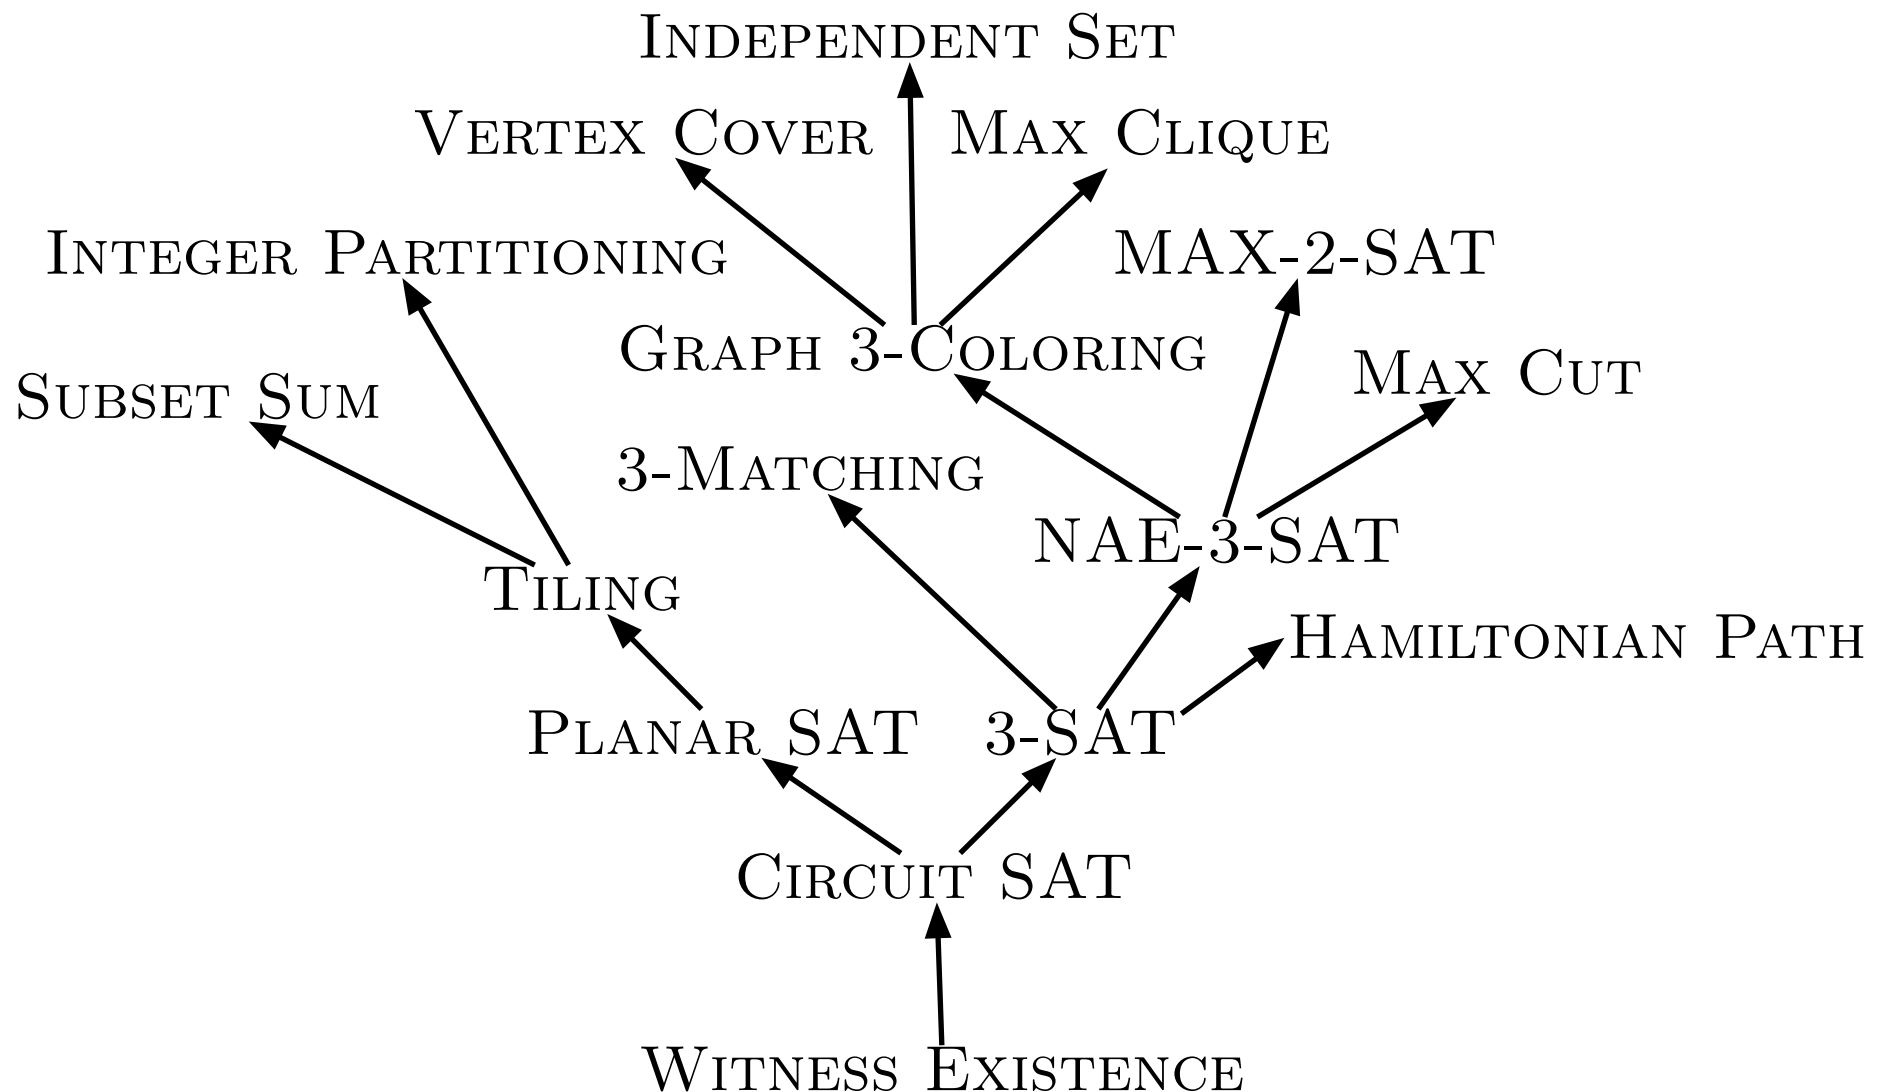 INDEPENDENT SET
VERTEX COVER
MAX CLIQUE
INTEGER PARTITIONING
MAX-2-SAT
GRAPH 3-COLORING
SUBSET SUM
MAX CUT
3-MATCHING
NAE-3-SAT
TILING
HAMILTONIAN PATH
PLANAR SAT
3-SAT
CIRCUIT SAT
WITNESS EXISTENCE